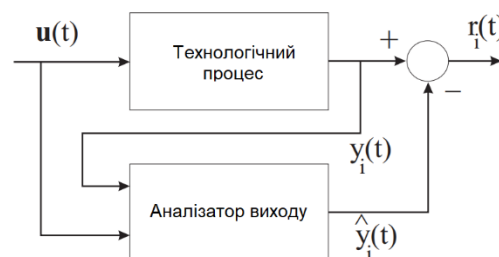 u(t)
Технологічний
процес
+
r_i(t)
−
y_i(t)
Аналізатор виходу
ŷ_i(t)